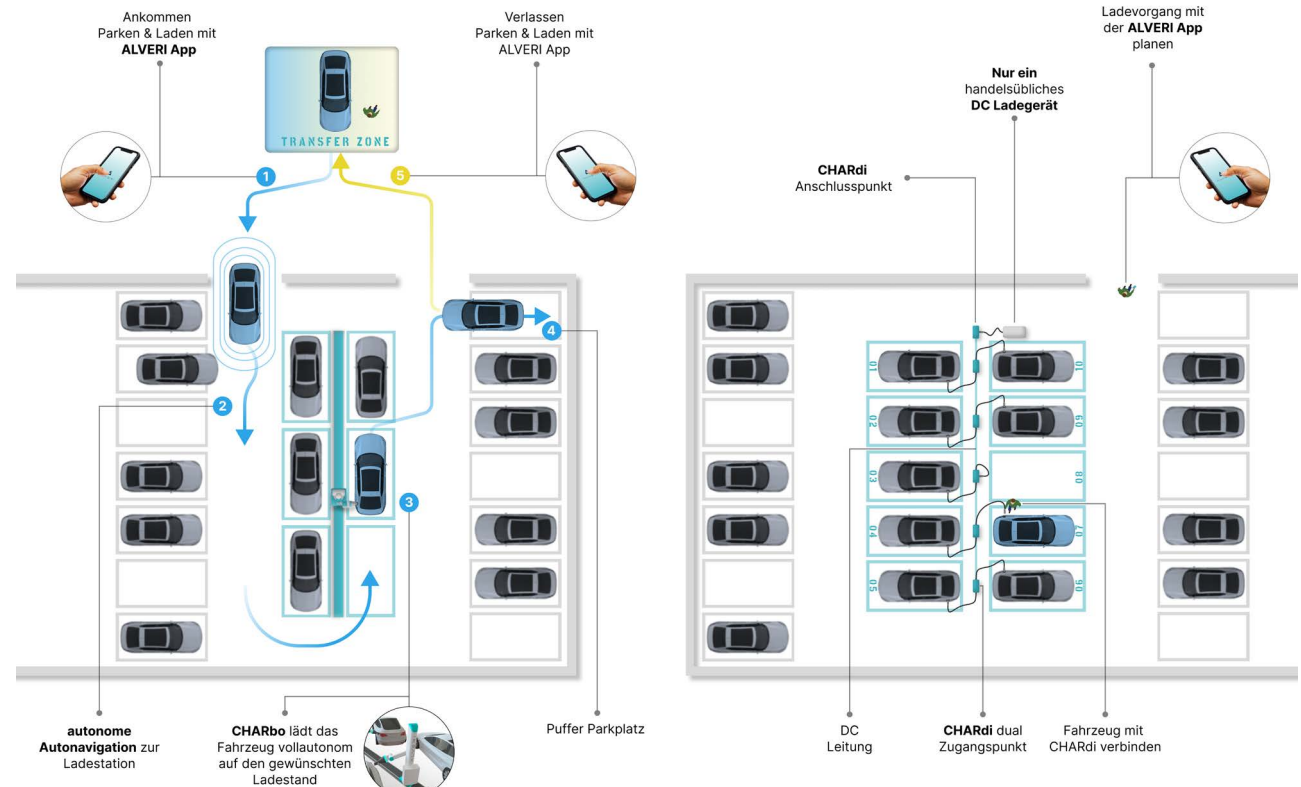 Ankommen
Parken & Laden mit
ALVERI App
Verlassen
Parken & Laden mit
ALVERI App
TRANSFER ZONE
1
5
2
3
4
autonome
Autonavigation zur
Ladestation
CHARbo lädt das
Fahrzeug vollautonom
auf den gewünschten
Ladestand
Puffer Parkplatz
Ladevorgang mit
der ALVERI App
planen
Nur ein
handelsübliches
DC Ladegerät
CHARdi
Anschlusspunkt
01
02
03
04
05
10
09
08
07
06
DC
Leitung
CHARdi dual
Zugangspunkt
Fahrzeug mit
CHARdi verbinden